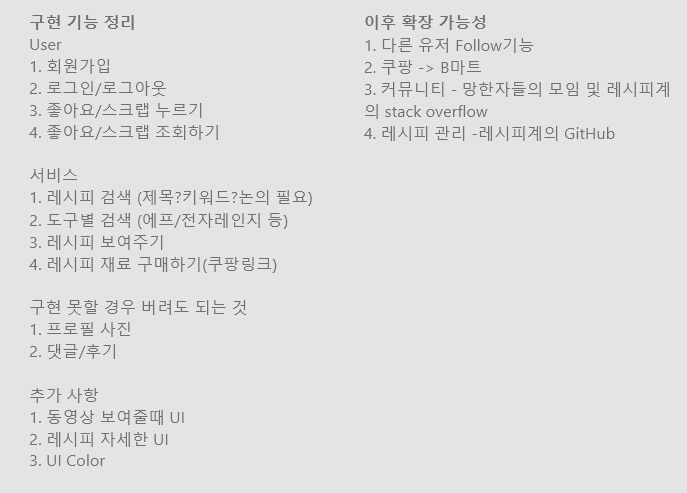 구현 기능 정리
User
1. 회원가입
2. 로그인/로그아웃
3. 좋아요/스크랩 누르기
4. 좋아요/스크랩 조회하기
서비스
1. 레시피 검색 (제목?키워드?논의 필요)
2. 도구별 검색 (에프/전자레인지 등)
3. 레시피 보여주기
4. 레시피 재료 구매하기(쿠팡링크)
구현 못할 경우 버려도 되는 것
1. 프로필 사진
2. 댓글/후기
추가 사항
1. 동영상 보여줄때 UI
2. 레시피 자세한 UI
3. UI Color
이후 확장 가능성
1. 다른 유저 Follow기능
2. 쿠팡 -> B마트
3. 커뮤니티 - 망한자들의 모임 및 레시피계
의 stack overflow
4. 레시피 관리 -레시피계의 GitHub